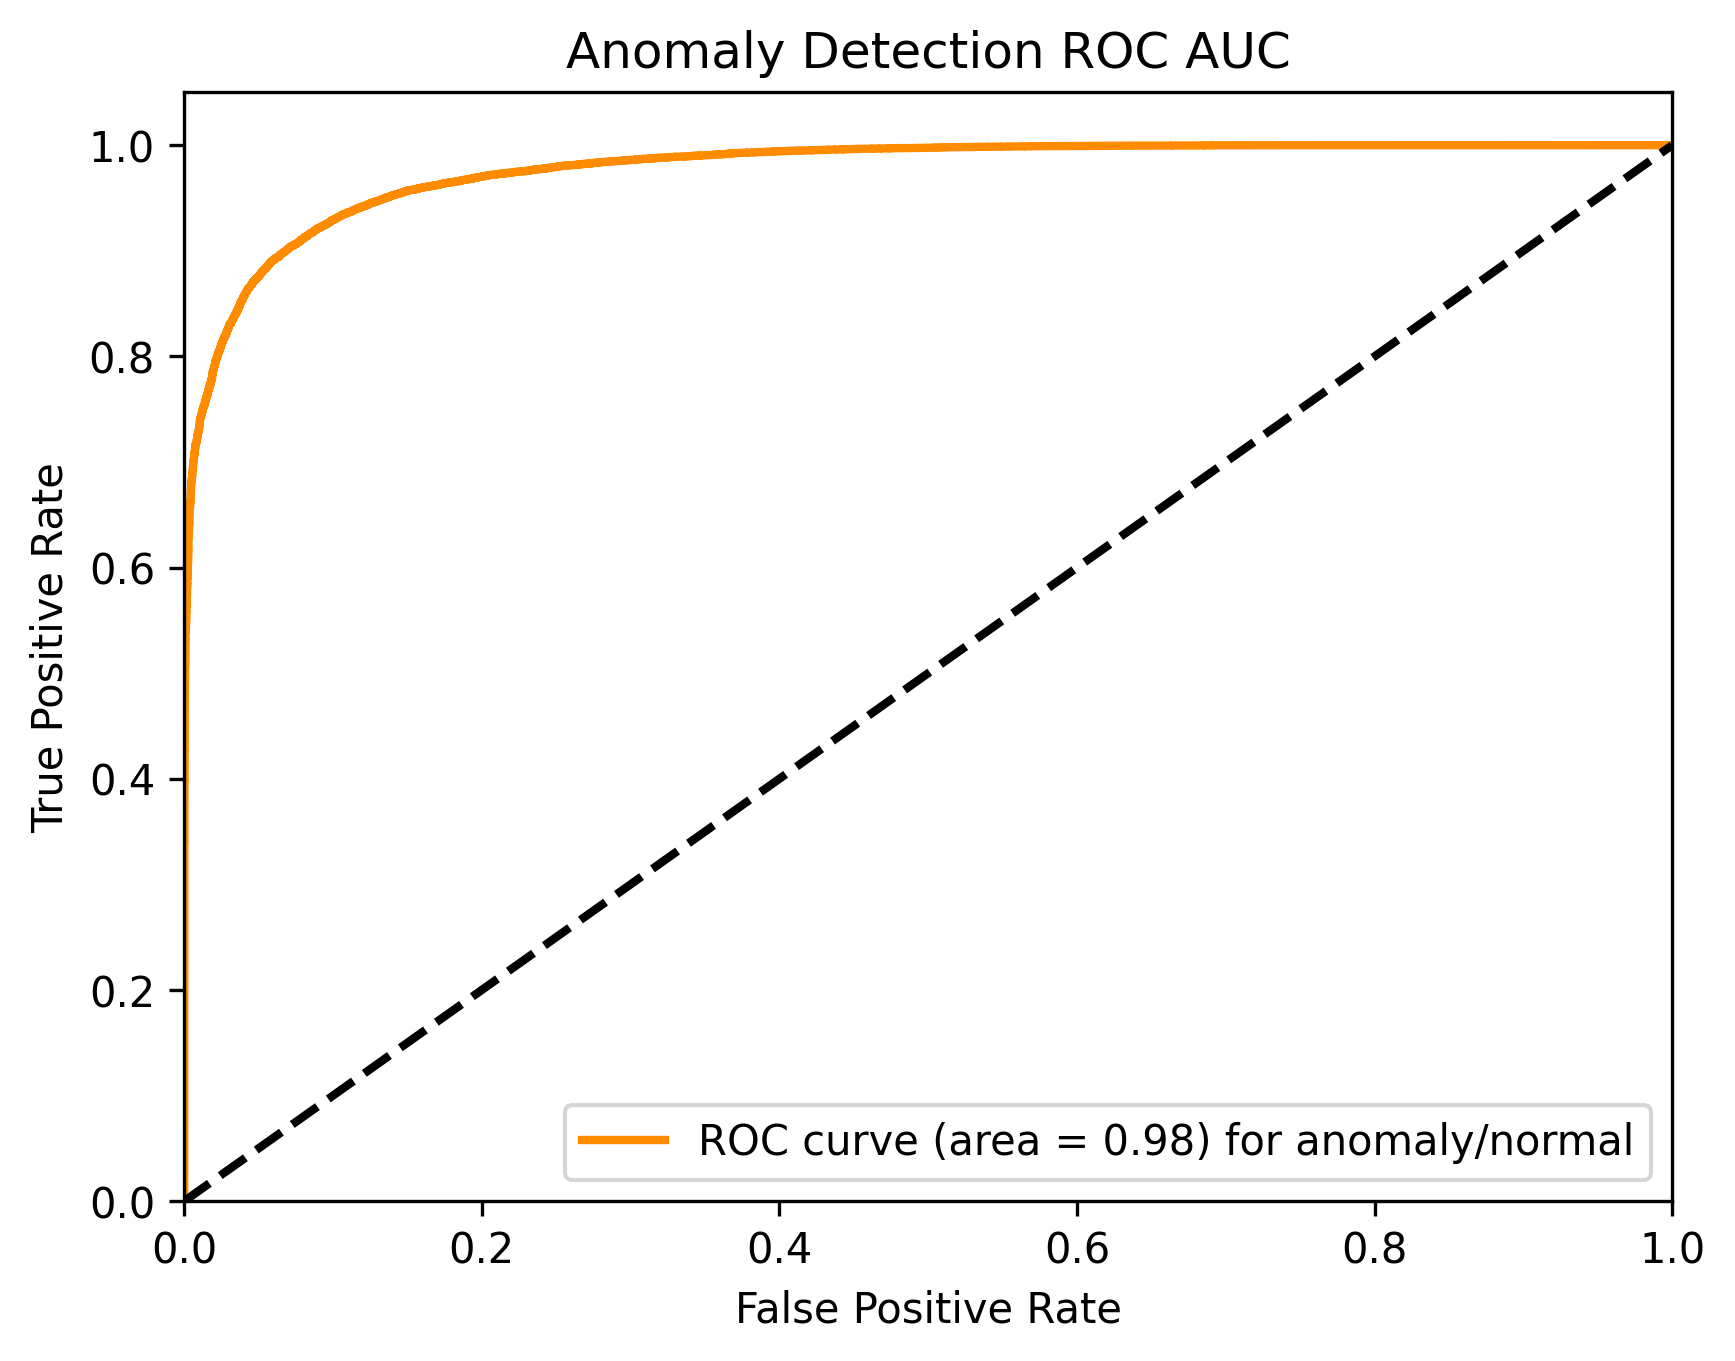 Anomaly Detection ROC AUC
True Positive Rate
1.0
0.8
0.6
0.4
0.2
0.0
ROC curve (area = 0.98) for anomaly/normal
0.0 0.2 0.4 0.6 0.8 1.0
False Positive Rate